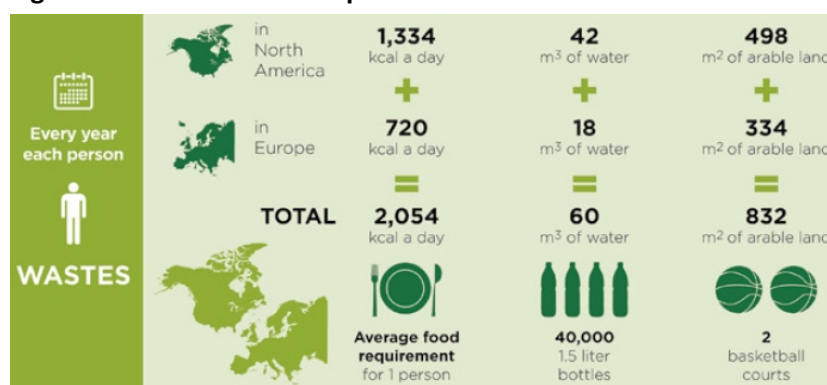 Every year
each person
WASTES
in
North
America
1,334
kcal a day
42
m³ of water
498
m² of arable land
+
+
+
in
Europe
720
kcal a day
18
m³ of water
334
m² of arable land
=
=
=
TOTAL
2,054
kcal a day
60
m³ of water
832
m² of arable land
Average food
requirement
for 1 person
40,000
1.5 liter
bottles
2
basketball
courts